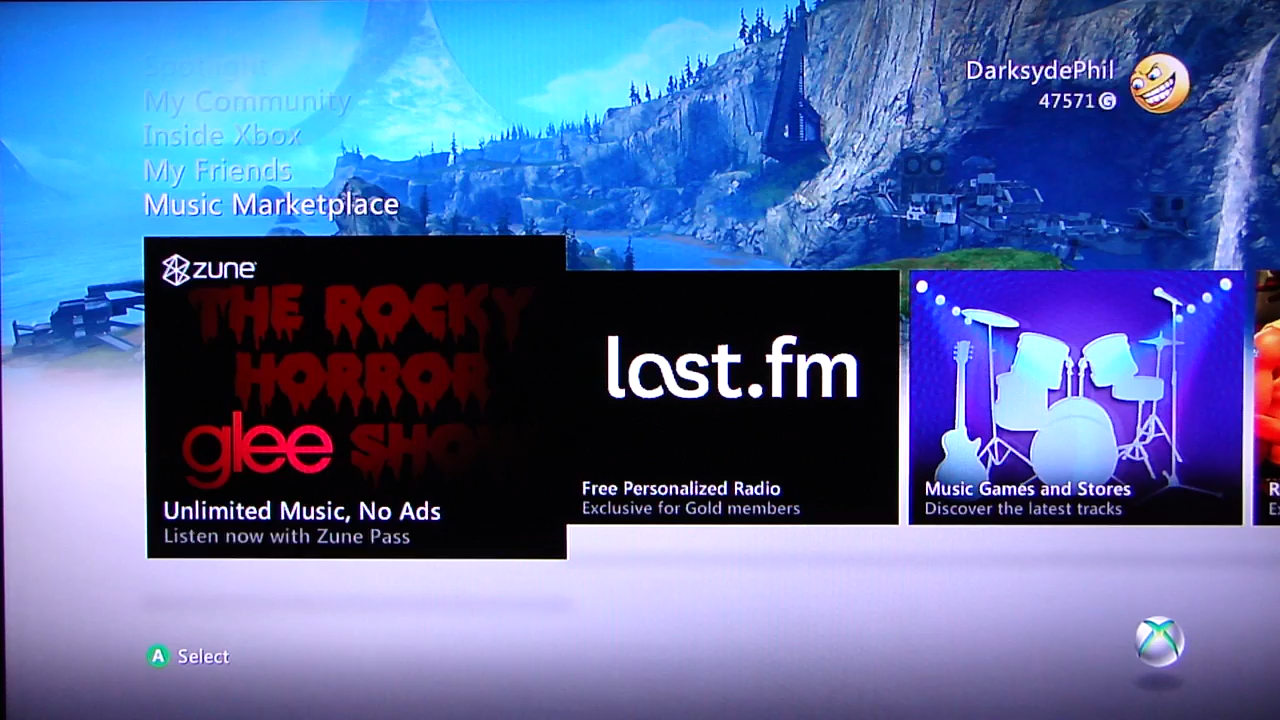 Spotlight
My Community
Inside Xbox
My Friends
Music Marketplace
DarksydePhil
47571 G
zune
THE ROCKY
HORROR
glee SHOW
Unlimited Music, No Ads
Listen now with Zune Pass
last.fm
Free Personalized Radio
Exclusive for Gold members
Music Games and Stores
Discover the latest tracks
A Select